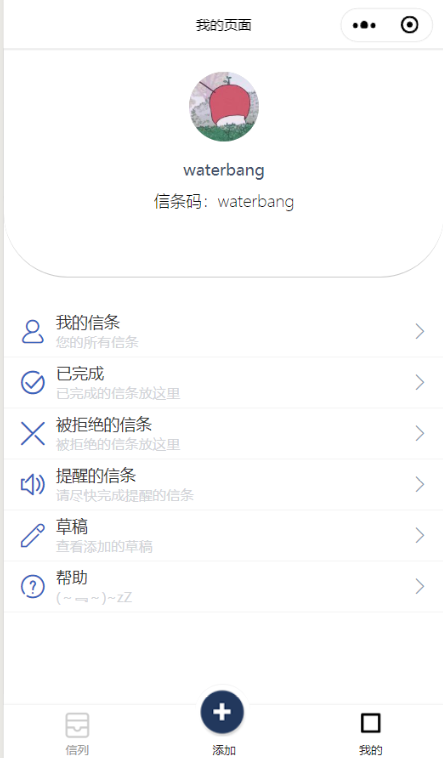 我的页面
waterbang
信条码：waterbang
我的信条
您的所有信条
已完成
已完成的信条放这里
被拒绝的信条
被拒绝的信条放这里
提醒的信条
请尽快完成提醒的信条
草稿
查看添加的草稿
帮助
(～﹃～)~zZ
信列
添加
我的